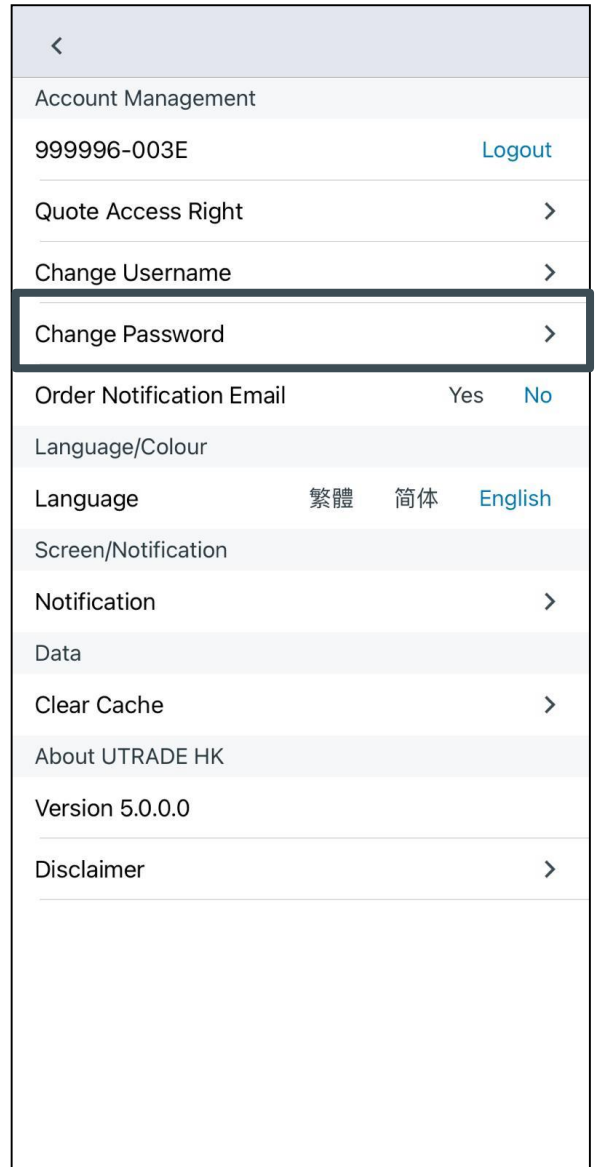 Account Management
999996-003E Logout
Quote Access Right
Change Username
Change Password
Order Notification Email Yes No
Language/Colour
Language 繁體 简体 English
Screen/Notification
Notification
Data
Clear Cache
About UTRADE HK
Version 5.0.0.0
Disclaimer